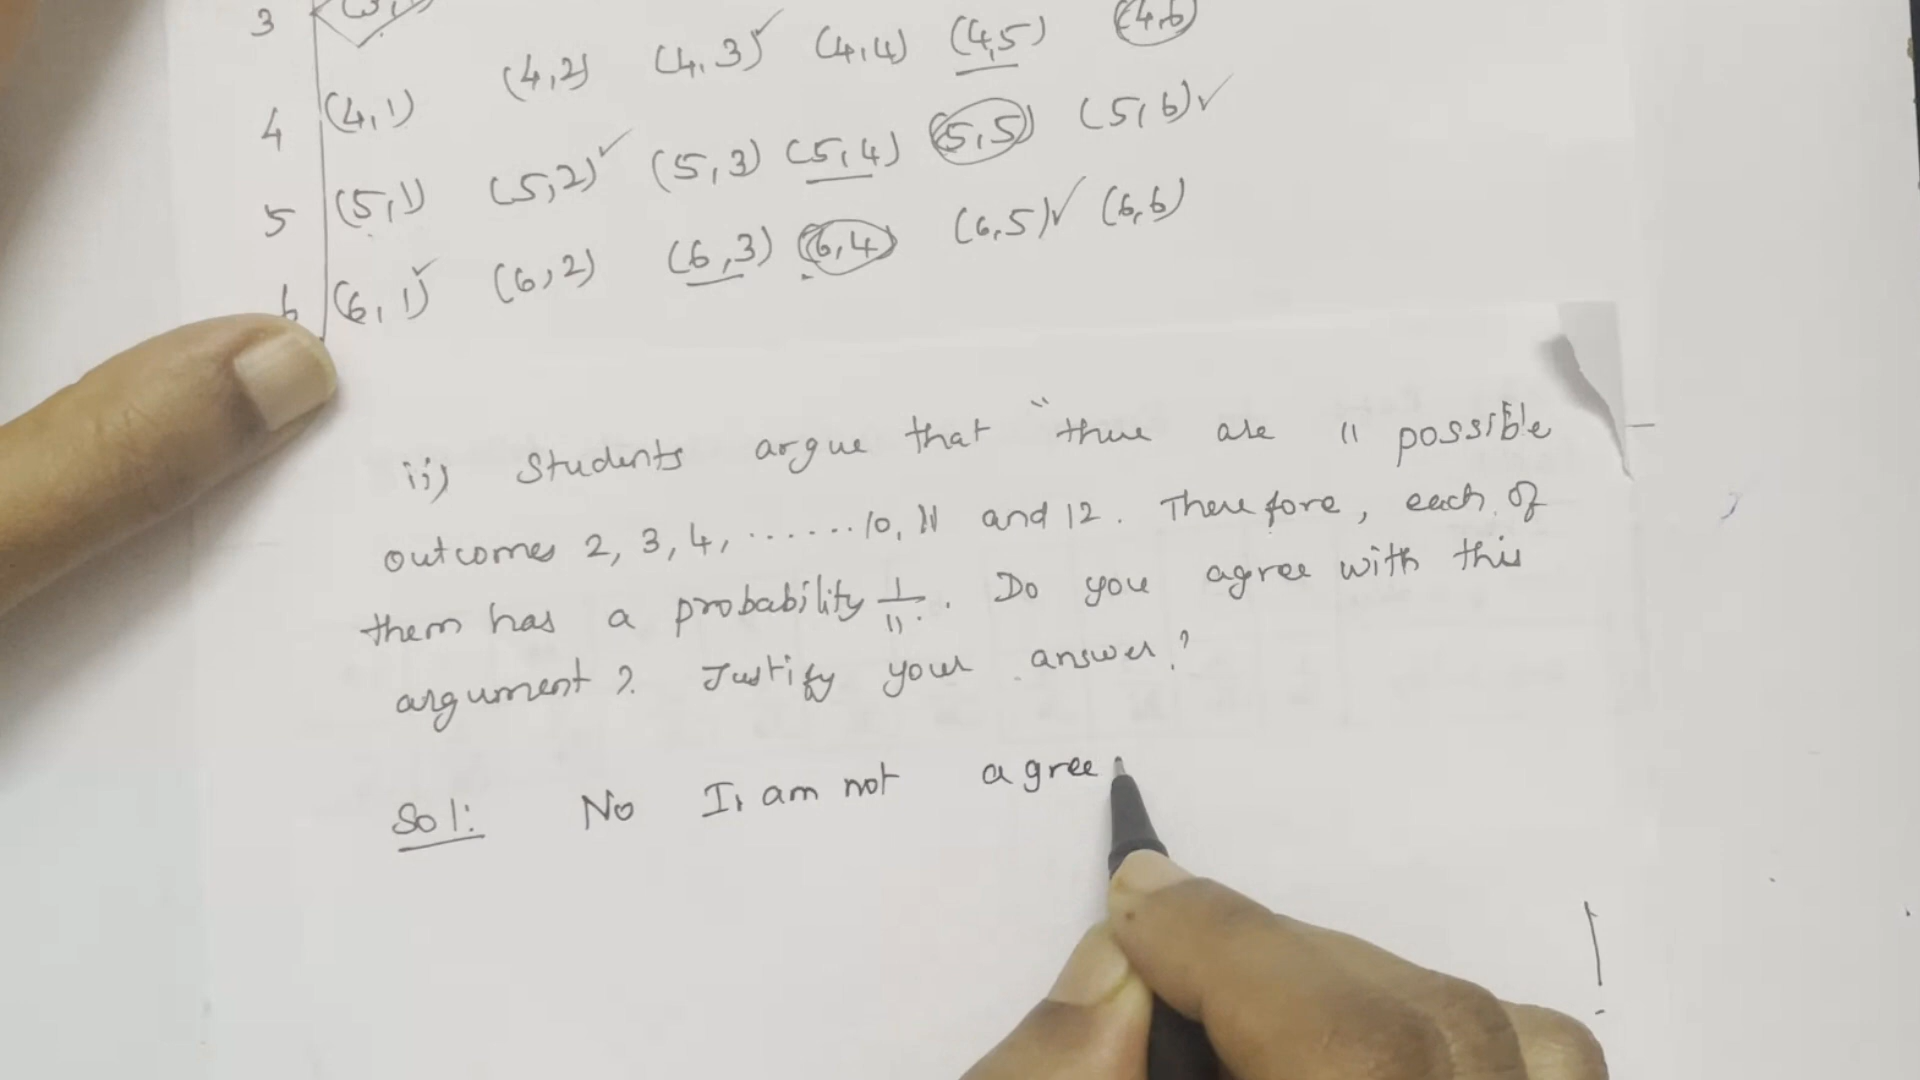 3 (3,
4 (4,1) (4,2) (4,3) (4,4) (4,5) (4,6)
5 (5,1) (5,2) (5,3) (5,4) (5,5) (5,6)
6 (6,1) (6,2) (6,3) (6,4) (6,5) (6,6)
ii) Students argue that "there are 11 possible
outcomes 2, 3, 4, ......10, 11 and 12. Therefore, each of
them has a probability 1/11. Do you agree with this
argument? Justify your answer?
Sol: No I, am not agree